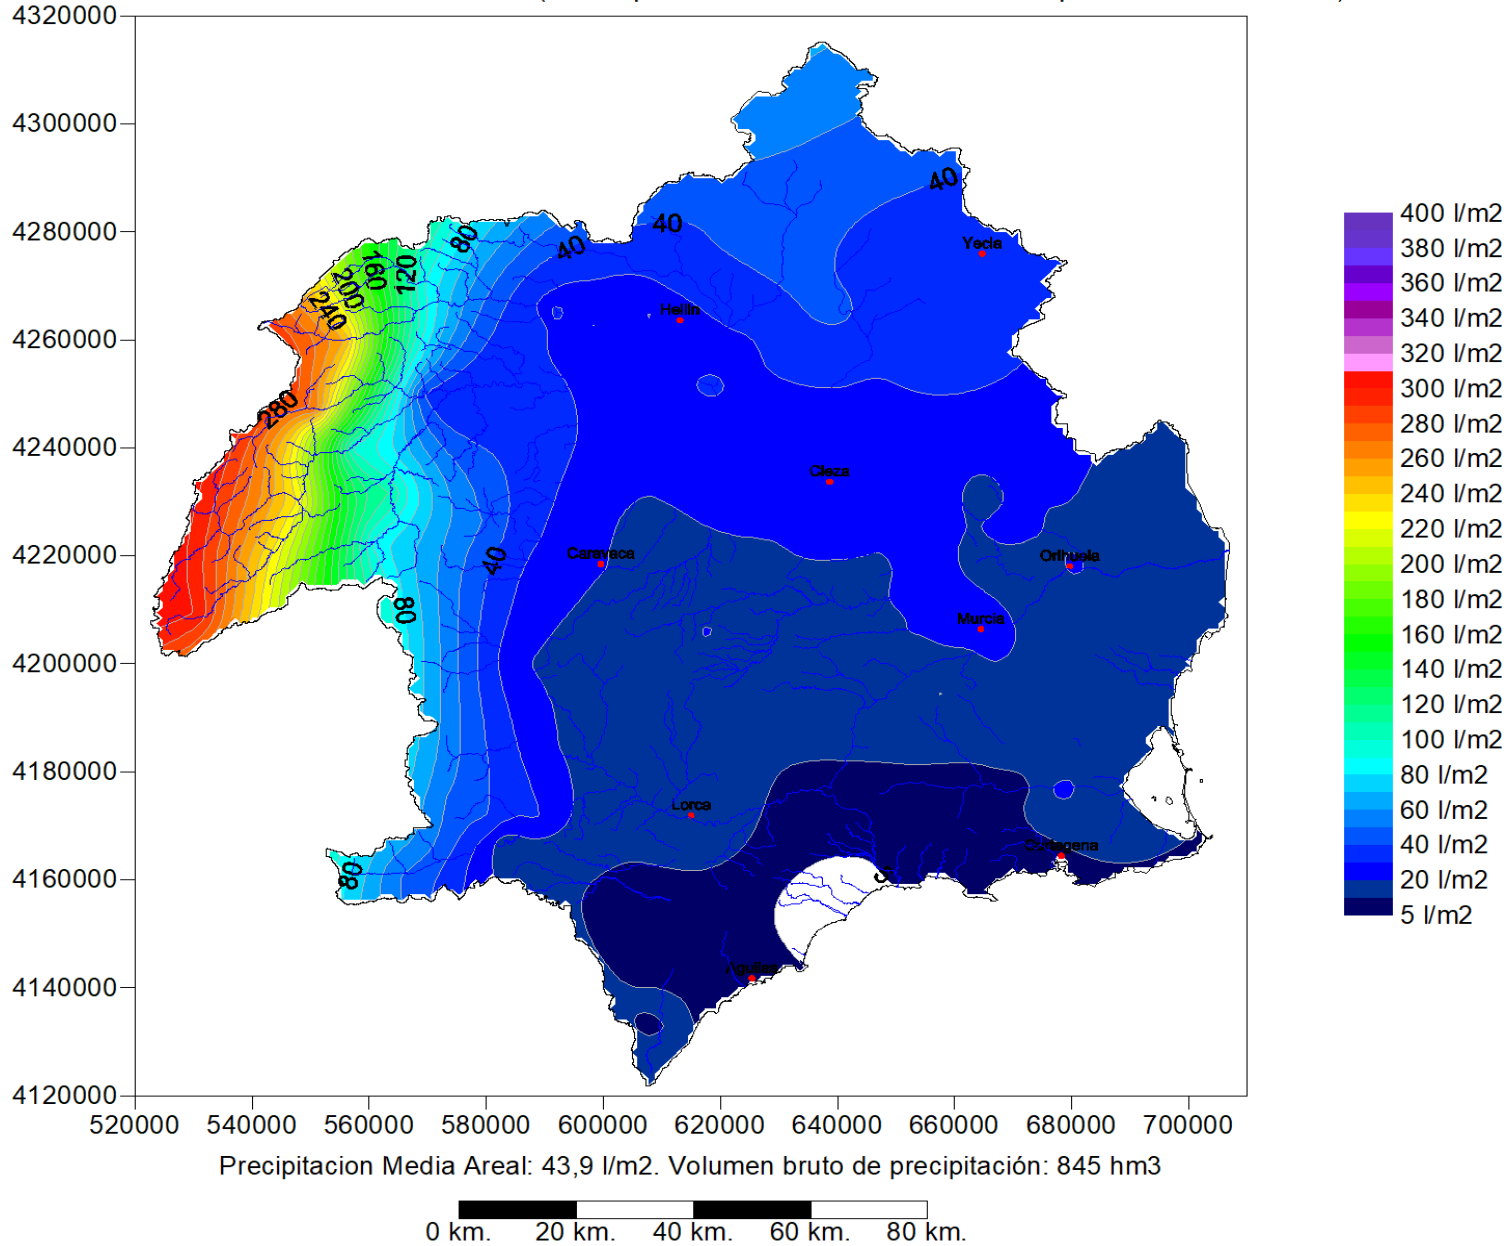 4320000
4300000
4280000
4260000
4240000
4220000
4200000
4180000
4160000
4140000
4120000
520000 540000 560000 580000 600000 620000 640000 660000 680000 700000
40
40
40
80
120
160
200
240
280
40
80
80
5
Yecla
Hellin
Cieza
Caravaca
Orihuela
Murcia
Lorca
Cartagena
Aguilas
400 l/m2
380 l/m2
360 l/m2
340 l/m2
320 l/m2
300 l/m2
280 l/m2
260 l/m2
240 l/m2
220 l/m2
200 l/m2
180 l/m2
160 l/m2
140 l/m2
120 l/m2
100 l/m2
80 l/m2
60 l/m2
40 l/m2
20 l/m2
5 l/m2
Precipitacion Media Areal: 43,9 l/m2. Volumen bruto de precipitación: 845 hm3
0 km. 20 km. 40 km. 60 km. 80 km.